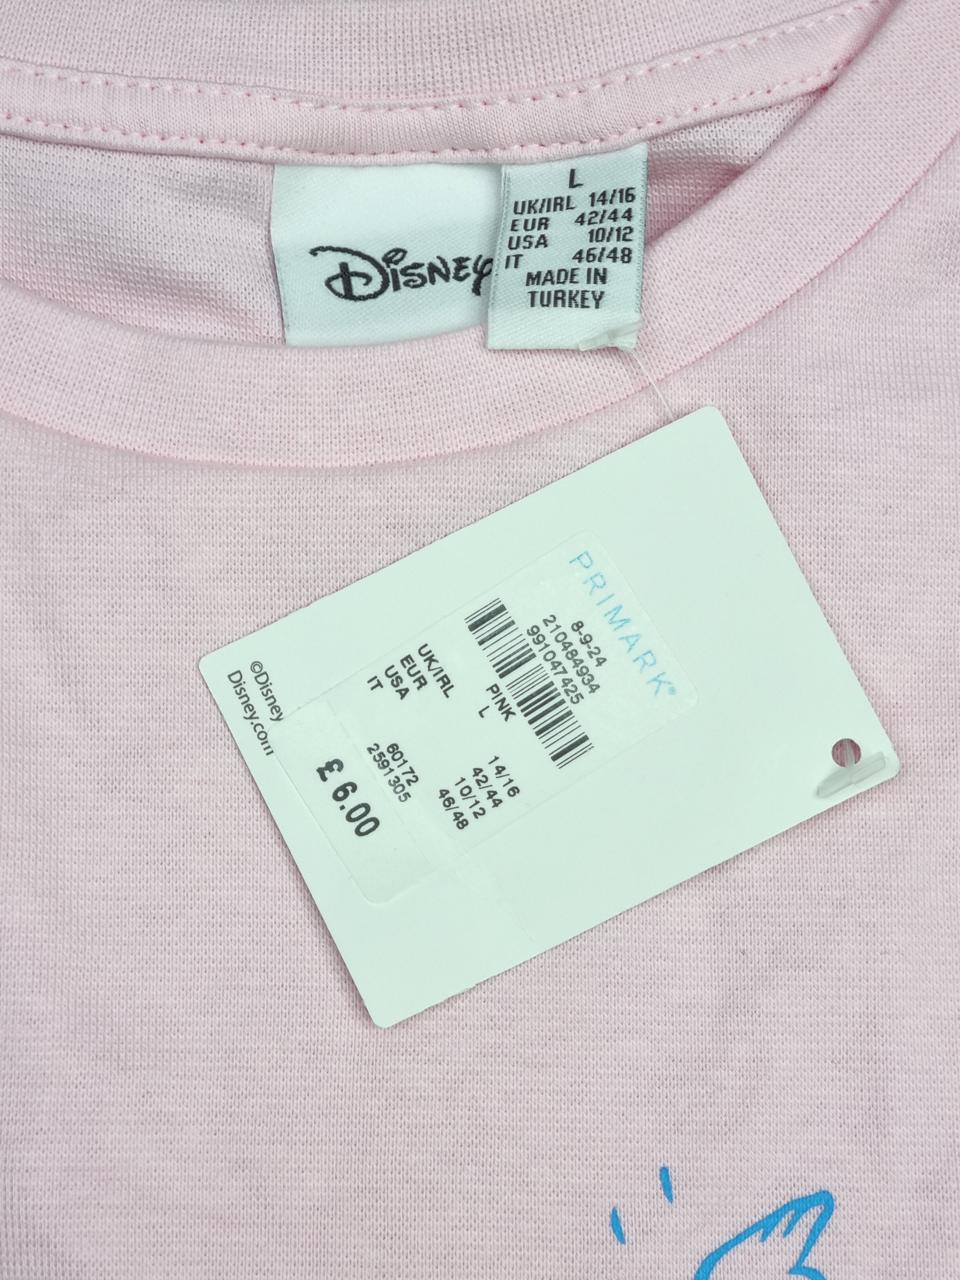 Disney
L
UK/IRL 14/16
EUR 42/44
USA 10/12
IT 46/48
MADE IN
TURKEY
PRIMARK®
8-9-24
210484934
991047425
PINK
L
UK/IRL 14/16
EUR 42/44
USA 10/12
IT 46/48
60172
2591305
£ 6.00
©Disney
Disney.com